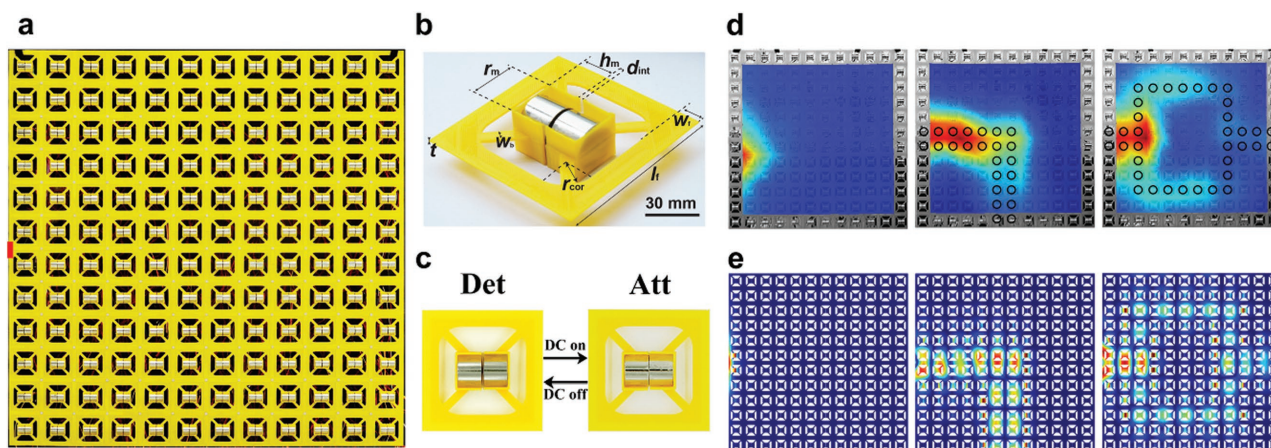 a
b
r_m
h_m
d_int
w_f
t
w_b
r_cor
l_f
30 mm
c
Det
Att
DC on
DC off
d
e